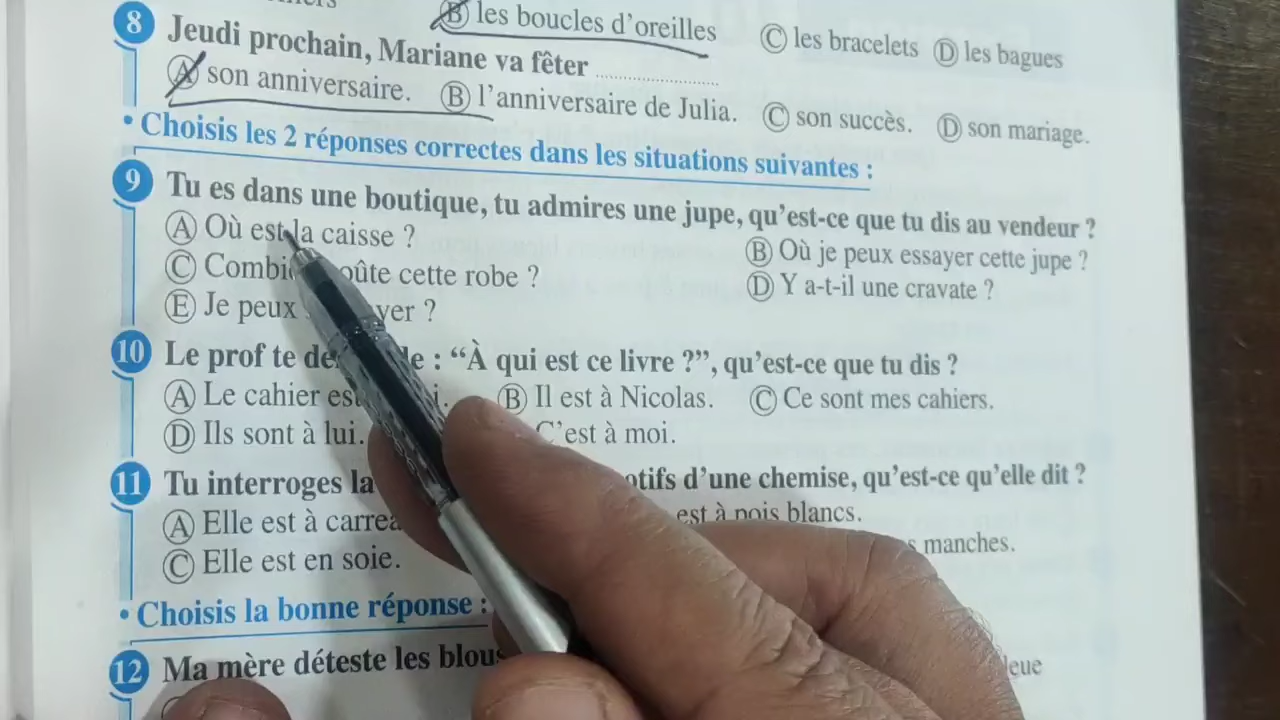 8 B les boucles d'oreilles C les bracelets D les bagues
Jeudi prochain, Mariane va fêter ....................
A son anniversaire. B l'anniversaire de Julia. C son succès. D son mariage.
• Choisis les 2 réponses correctes dans les situations suivantes :
9 Tu es dans une boutique, tu admires une jupe, qu'est-ce que tu dis au vendeur ?
A Où est la caisse ? B Où je peux essayer cette jupe ?
C oûte cette robe ? D Y a-t-il une cravate ?
E Je peux yer ?
10 Le prof te : “À qui est ce livre ?”, qu'est-ce que tu dis ?
A Le cahier B Il est à Nicolas. C Ce sont mes cahiers.
D Ils sont à lui. C'est à moi.
11 Tu interroges la otifs d'une chemise, qu'est-ce qu'elle dit ?
A Elle est à est à pois blancs.
C Elle est en soie. manches.
• Choisis la bonne réponse :
12 Ma mère déteste les